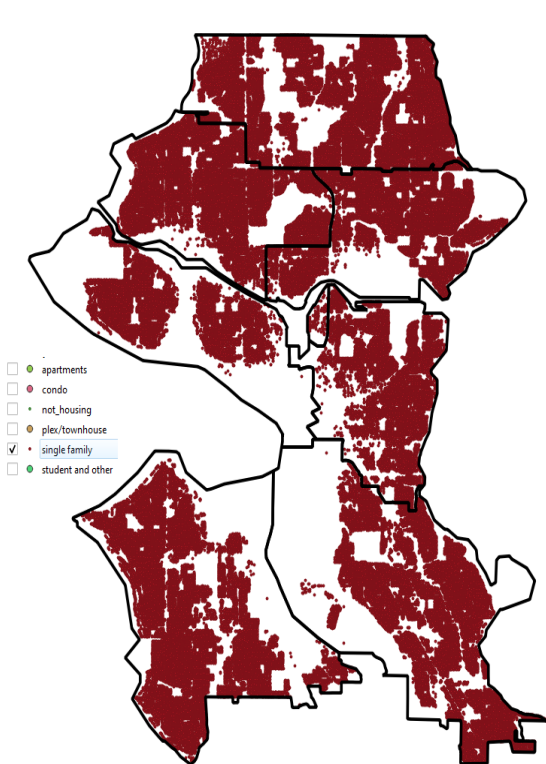 apartments
condo
not_housing
plex/townhouse
single family
student and other